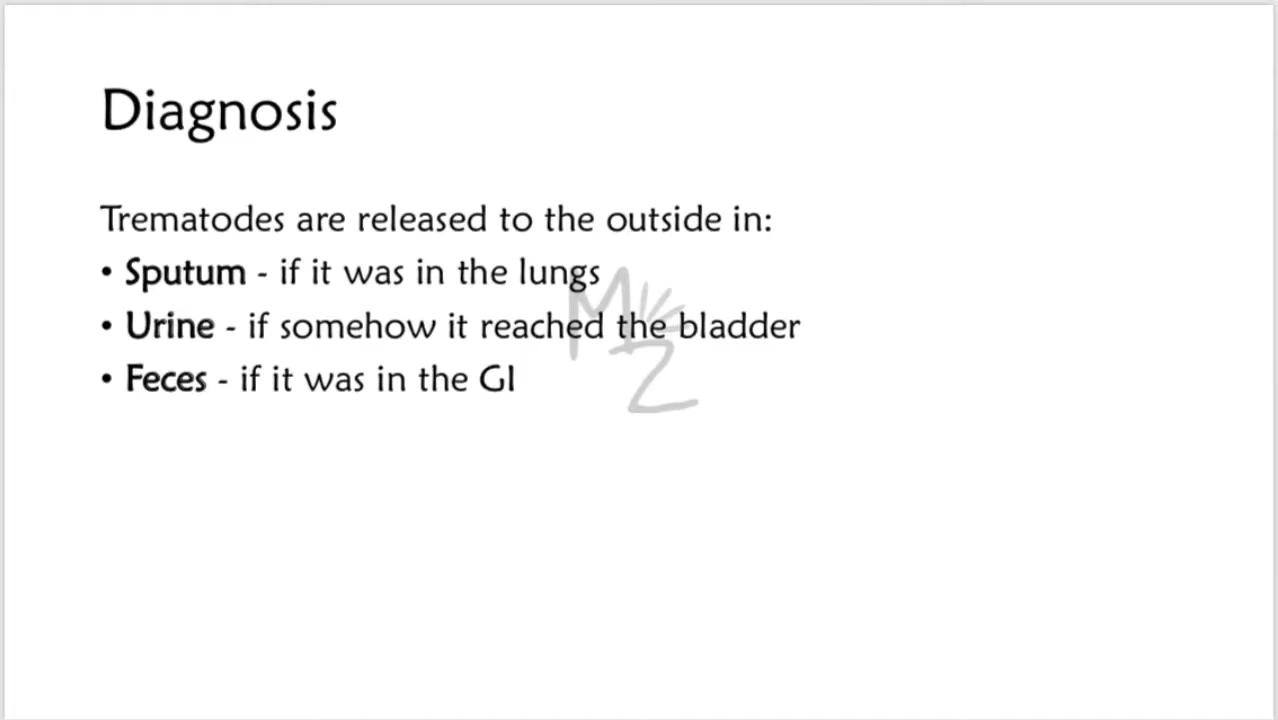 Diagnosis
Trematodes are released to the outside in:
• Sputum - if it was in the lungs
• Urine - if somehow it reached the bladder
• Feces - if it was in the GI
M
Z